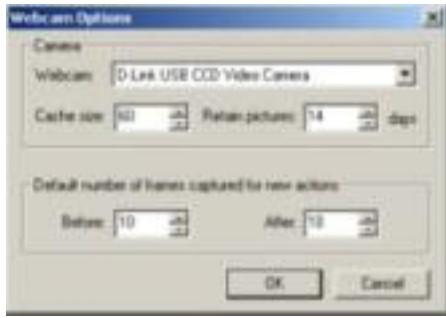 Webcam Options
Camera
Webcam: D-Link USB CCD Video Camera
Cache size: 60 Retain pictures: 14 days
Default number of frames captured for new actions
Before: 10 After: 10
OK Cancel